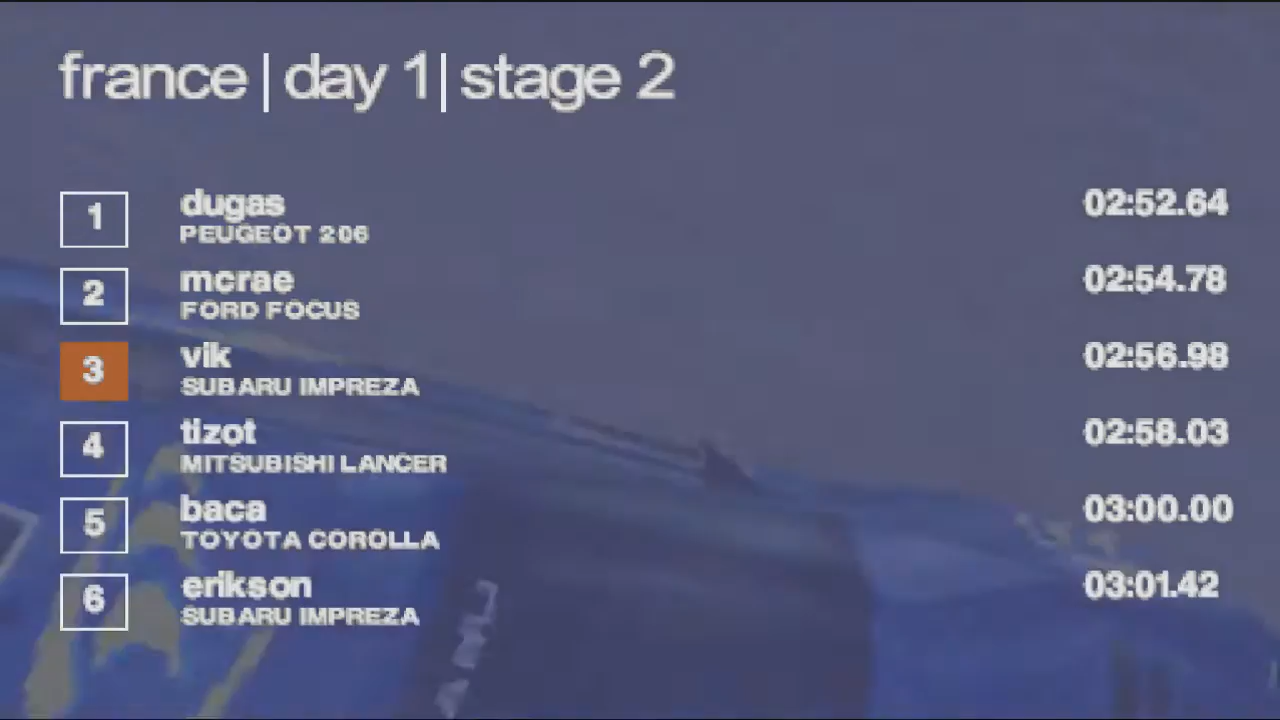 france | day 1 | stage 2
1 dugas 02:52.64
PEUGEOT 206
2 mcrae 02:54.78
FORD FOCUS
3 vik 02:56.98
SUBARU IMPREZA
4 tizot 02:58.03
MITSUBISHI LANCER
5 baca 03:00.00
TOYOTA COROLLA
6 erikson 03:01.42
SUBARU IMPREZA